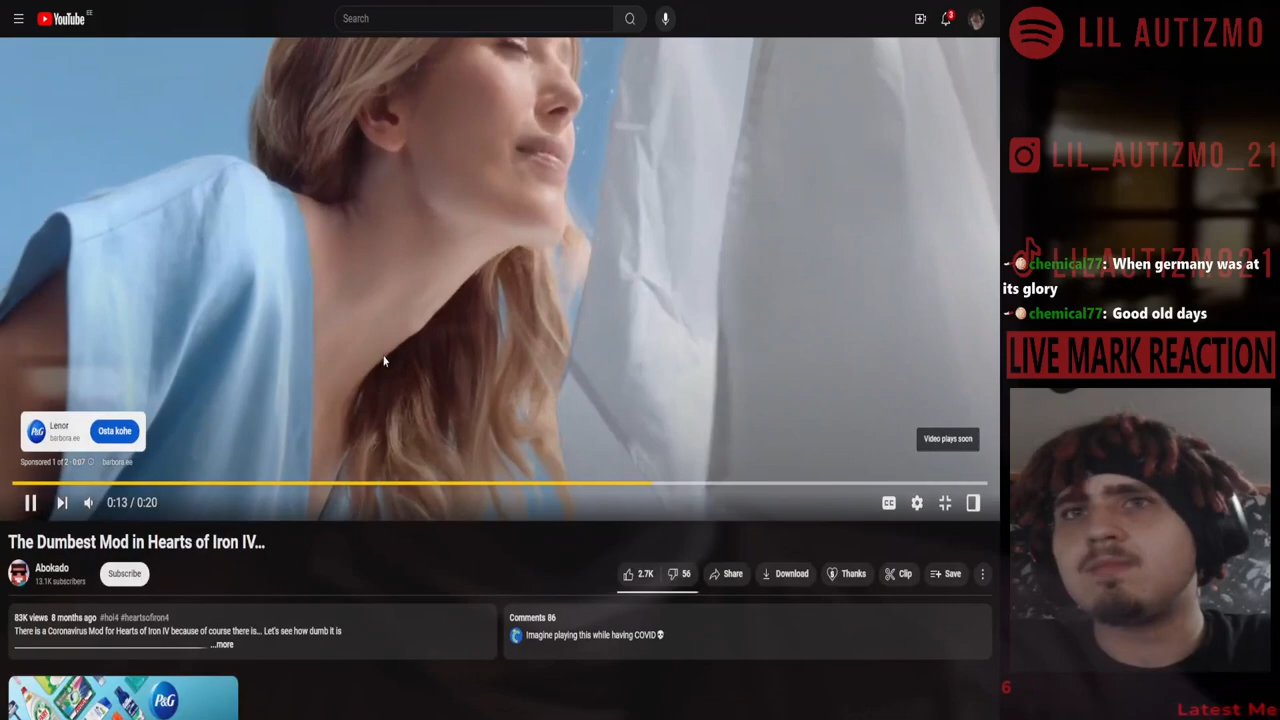 YouTube EE
Search
3
Lenor
barbora.ee
P&G
Osta kohe
Sponsored 1 of 2 · 0:07
barbora.ee
Video plays soon
0:13 / 0:20
CC
The Dumbest Mod in Hearts of Iron IV...
Abokado
13.1K subscribers
Subscribe
2.7K
56
Share
Download
Thanks
Clip
Save
83K views 8 months ago #hoi4 #heartsofiron4
There is a Coronavirus Mod for Hearts of Iron IV because of course there is... Let's see how dumb it is
...more
Comments 86
Imagine playing this while having COVID💀
P&G
LIL AUTIZMO
LIL_AUTIZMO_21
LILAUTIZMO21
chemical77: When germany was at
its glory
chemical77: Good old days
LIVE MARK REACTION
6
Latest Me